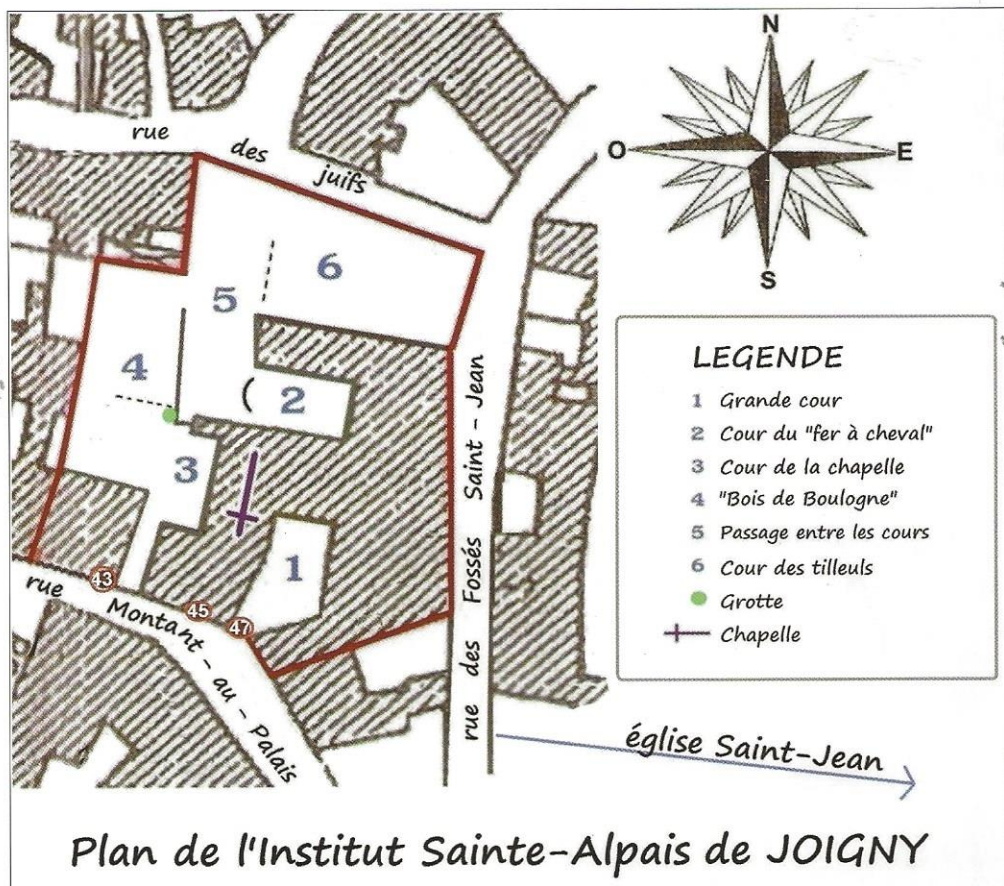 N
O
E
S
rue des juifs
6
5
4
2
3
1
43
45
47
rue Montant-au-Palais
rue des Fossés Saint-Jean
LEGENDE
1 Grande cour
2 Cour du "fer à cheval"
3 Cour de la chapelle
4 "Bois de Boulogne"
5 Passage entre les cours
6 Cour des tilleuls
Grotte
Chapelle
église Saint-Jean
Plan de l'Institut Sainte-Alpais de JOIGNY